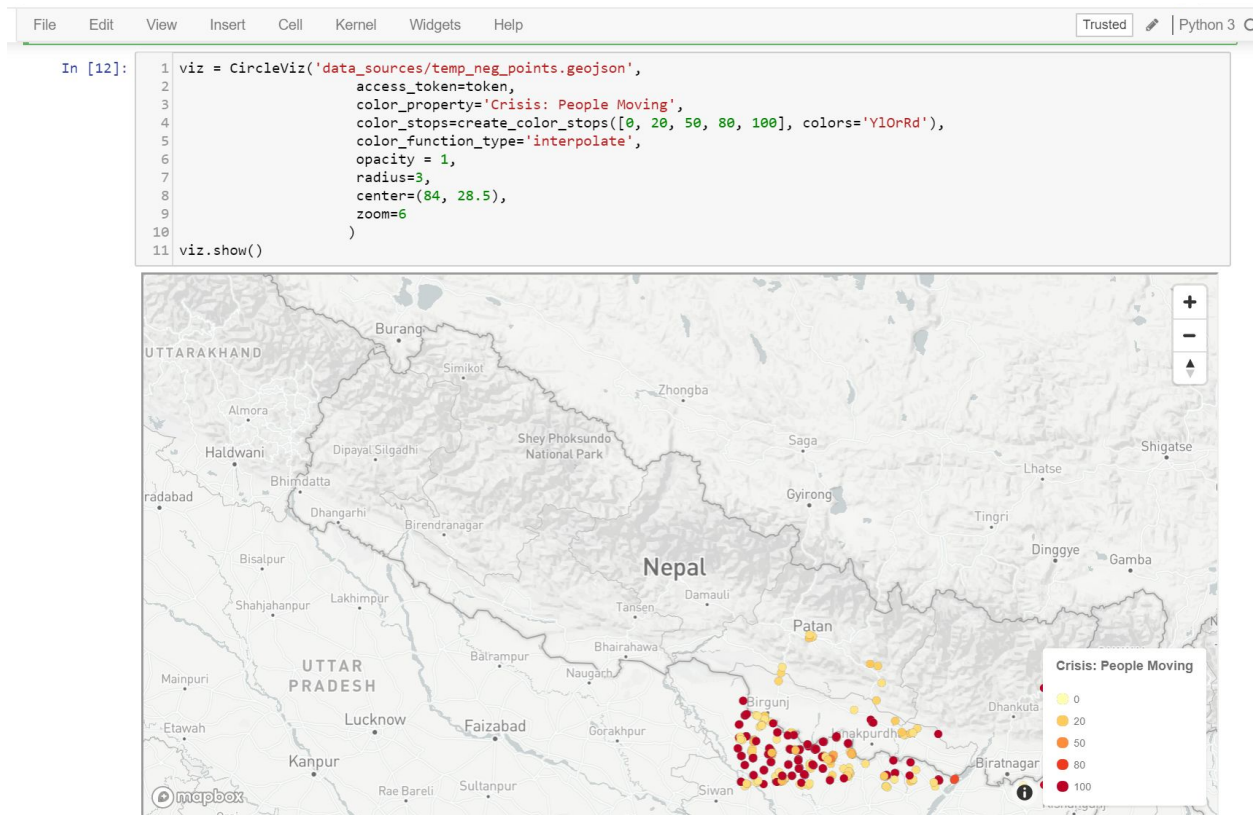 File Edit View Insert Cell Kernel Widgets Help Trusted Python 3
In [12]:
1 viz = CircleViz('data_sources/temp_neg_points.geojson',
2 access_token=token,
3 color_property='Crisis: People Moving',
4 color_stops=create_color_stops([0, 20, 50, 80, 100], colors='YlOrRd'),
5 color_function_type='interpolate',
6 opacity = 1,
7 radius=3,
8 center=(84, 28.5),
9 zoom=6
10 )
11 viz.show()
Burang
UTTARAKHAND
Simikot
Zhongba
Almora
Haldwani
Dipayal Silgadhi
Shey Phoksundo
National Park
Saga
Shigatse
Lhatse
Bhimdatta
radabad
Gyirong
Dhangarhi
Birendranagar
Tingri
Dinggye
Gamba
Bisalpur
Nepal
Shahjahanpur
Lakhimpur
Tansen
Damauli
Patan
Balrampur
Bhairahawa
Naugarh
UTTAR
PRADESH
Mainpuri
Birgunj
Dhankuta
Etawah
Lucknow
Faizabad
Gorakhpur
Kanpur
Biratnagar
Rae Bareli
Sultanpur
Siwan
mapbox
Crisis: People Moving
0
20
50
80
100